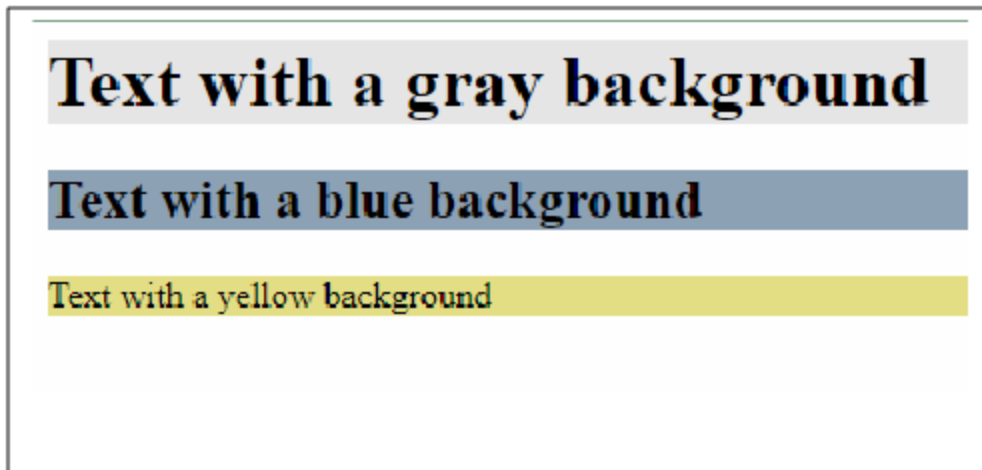 Text with a gray background
Text with a blue background
Text with a yellow background